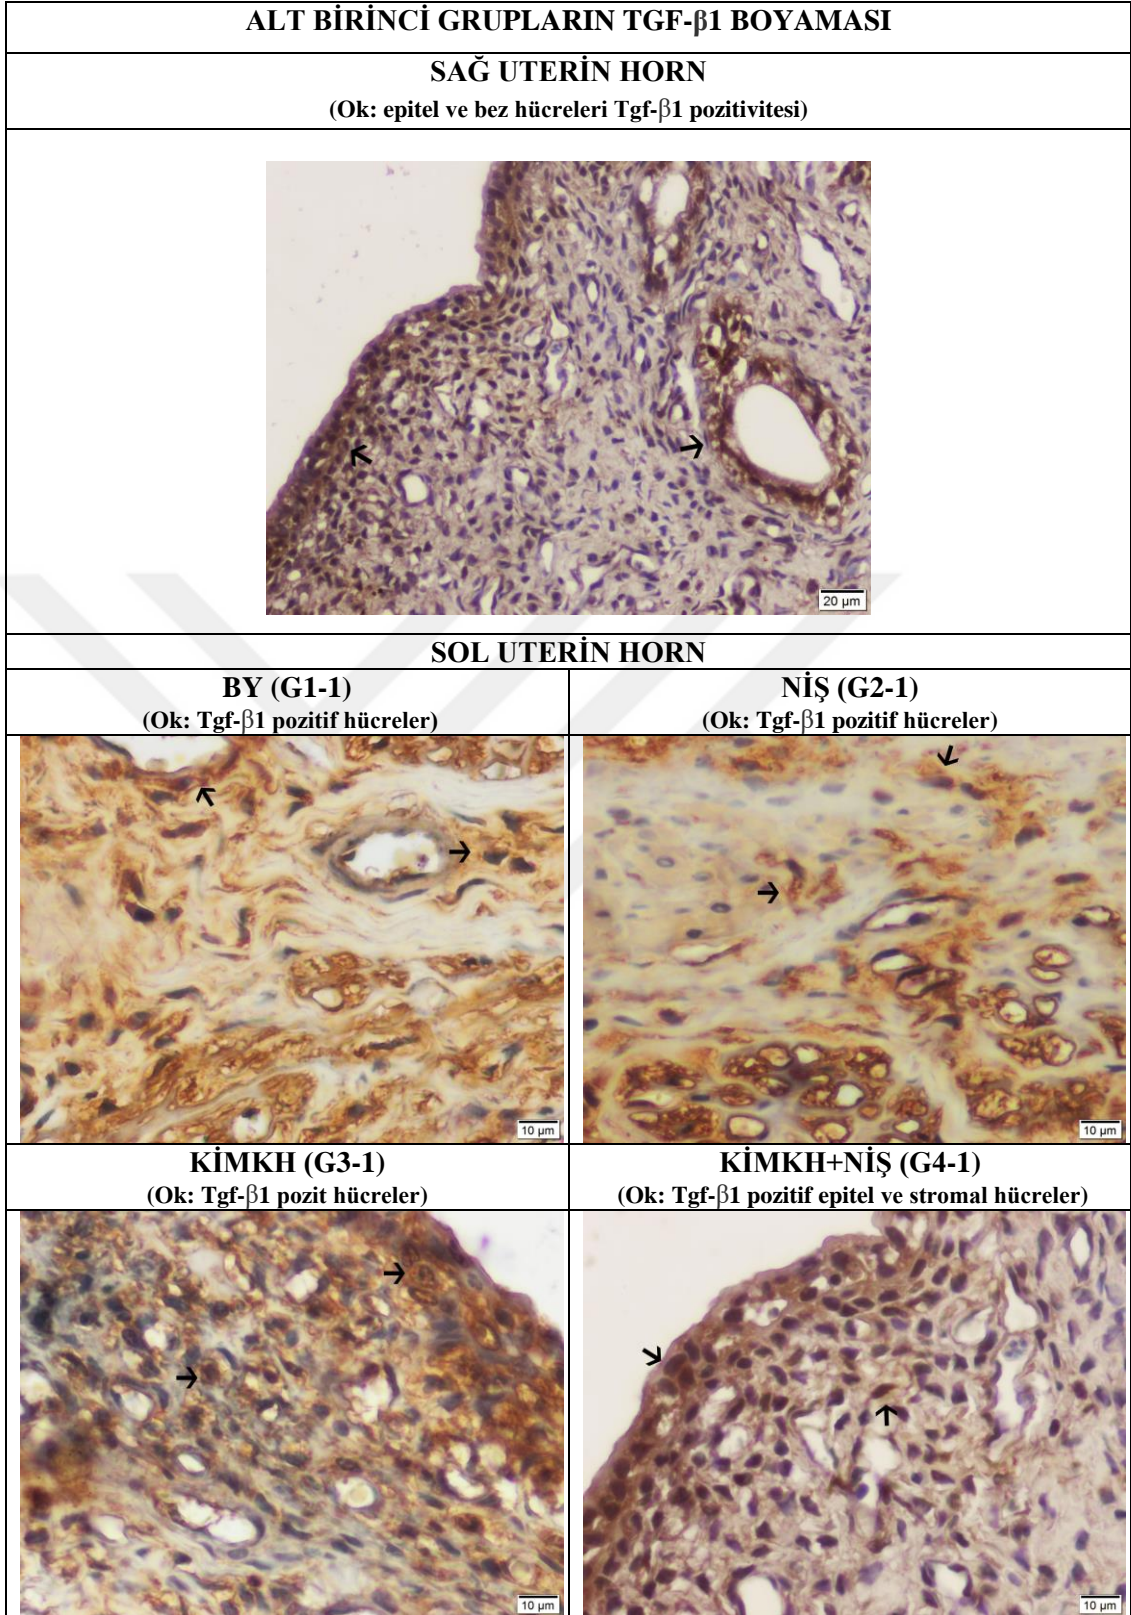 ALT BİRİNCİ GRUPLARIN TGF-β1 BOYAMASI
SAĞ UTERİN HORN
(Ok: epitel ve bez hücreleri Tgf-β1 pozitivitesi)
20 µm
SOL UTERİN HORN
BY (G1-1)
(Ok: Tgf-β1 pozitif hücreler)
NİŞ (G2-1)
(Ok: Tgf-β1 pozitif hücreler)
10 µm
10 µm
KİMKH (G3-1)
(Ok: Tgf-β1 pozit hücreler)
KİMKH+NİŞ (G4-1)
(Ok: Tgf-β1 pozitif epitel ve stromal hücreler)
10 µm
10 µm